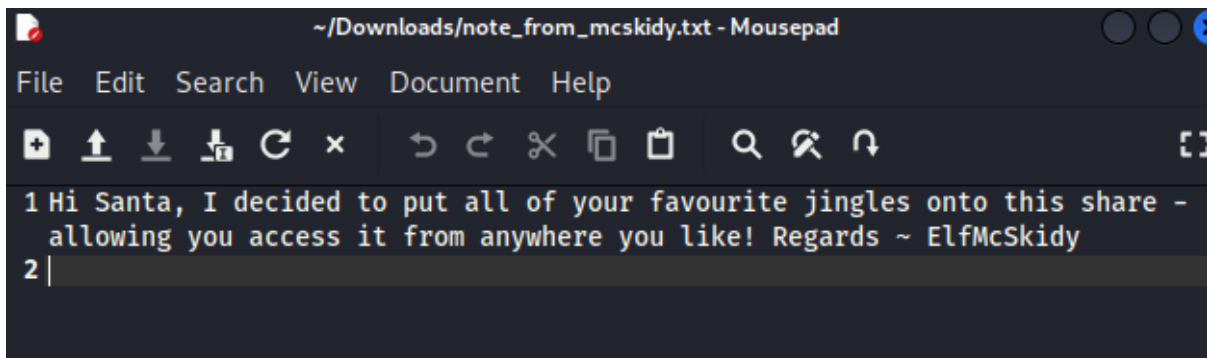 ~/Downloads/note_from_mcskidy.txt - Mousepad
File Edit Search View Document Help
1 Hi Santa, I decided to put all of your favourite jingles onto this share –
allowing you access it from anywhere you like! Regards ~ ElfMcSkidy
2